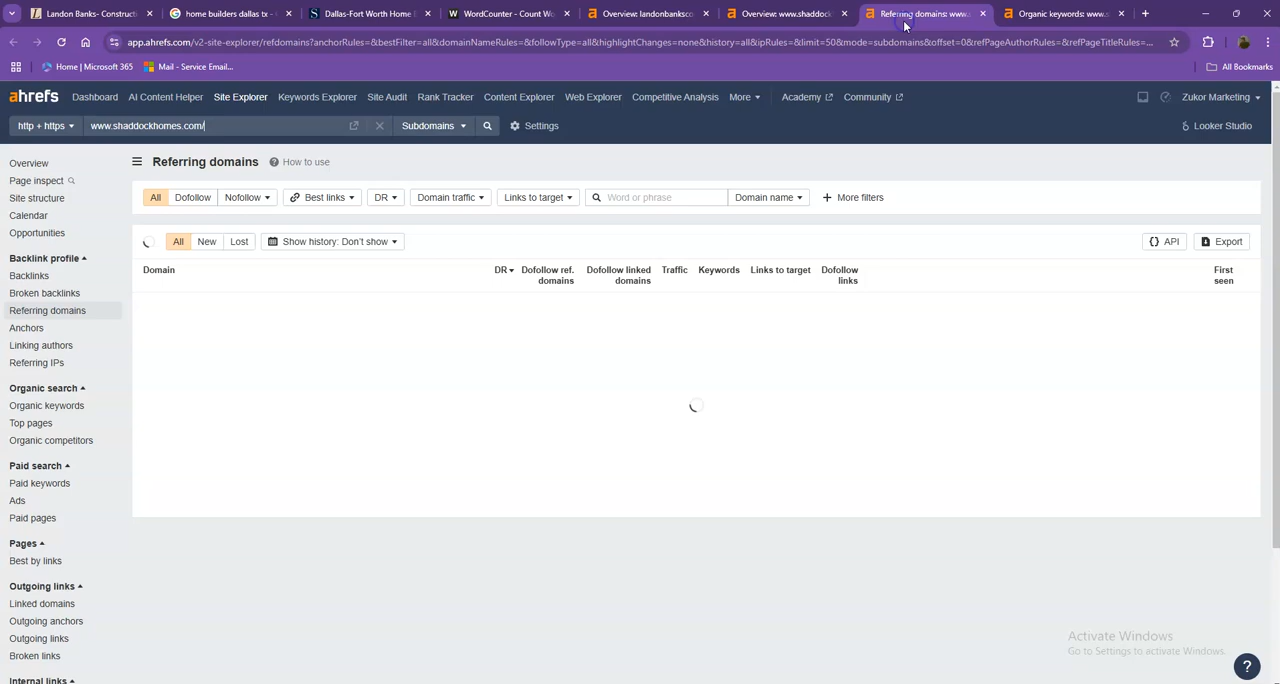 Landon Banks- Constructi
home builders dallas tx -
Dallas-Fort Worth Home
WordCounter - Count Wo
Overview: landonbanksco
Overview: www.shaddock
Referring domains: www.
Organic keywords: www.s
app.ahrefs.com/v2-site-explorer/refdomains?anchorRules=&bestFilter=all&domainNameRules=&followType=all&highlightChanges=none&history=all&ipRules=&limit=50&mode=subdomains&offset=0&refPageAuthorRules=&refPageTitleRules=...
Home | Microsoft 365
Mail - Service Email...
All Bookmarks
ahrefs
Dashboard
AI Content Helper
Site Explorer
Keywords Explorer
Site Audit
Rank Tracker
Content Explorer
Web Explorer
Competitive Analysis
More
Academy
Community
Zukor Marketing
http + https
www.shaddockhomes.com/
Subdomains
Settings
Looker Studio
Overview
Page inspect
Site structure
Calendar
Opportunities
Backlink profile
Backlinks
Broken backlinks
Referring domains
Anchors
Linking authors
Referring IPs
Organic search
Organic keywords
Top pages
Organic competitors
Paid search
Paid keywords
Ads
Paid pages
Pages
Best by links
Outgoing links
Linked domains
Outgoing anchors
Outgoing links
Broken links
Internal links
Referring domains
? How to use
All
Dofollow
Nofollow
Best links
DR
Domain traffic
Links to target
Word or phrase
Domain name
+ More filters
All
New
Lost
Show history: Don't show
{} API
Export
Domain
DR
Dofollow ref.
domains
Dofollow linked
domains
Traffic
Keywords
Links to target
Dofollow
links
First
seen
Activate Windows
Go to Settings to activate Windows.
?